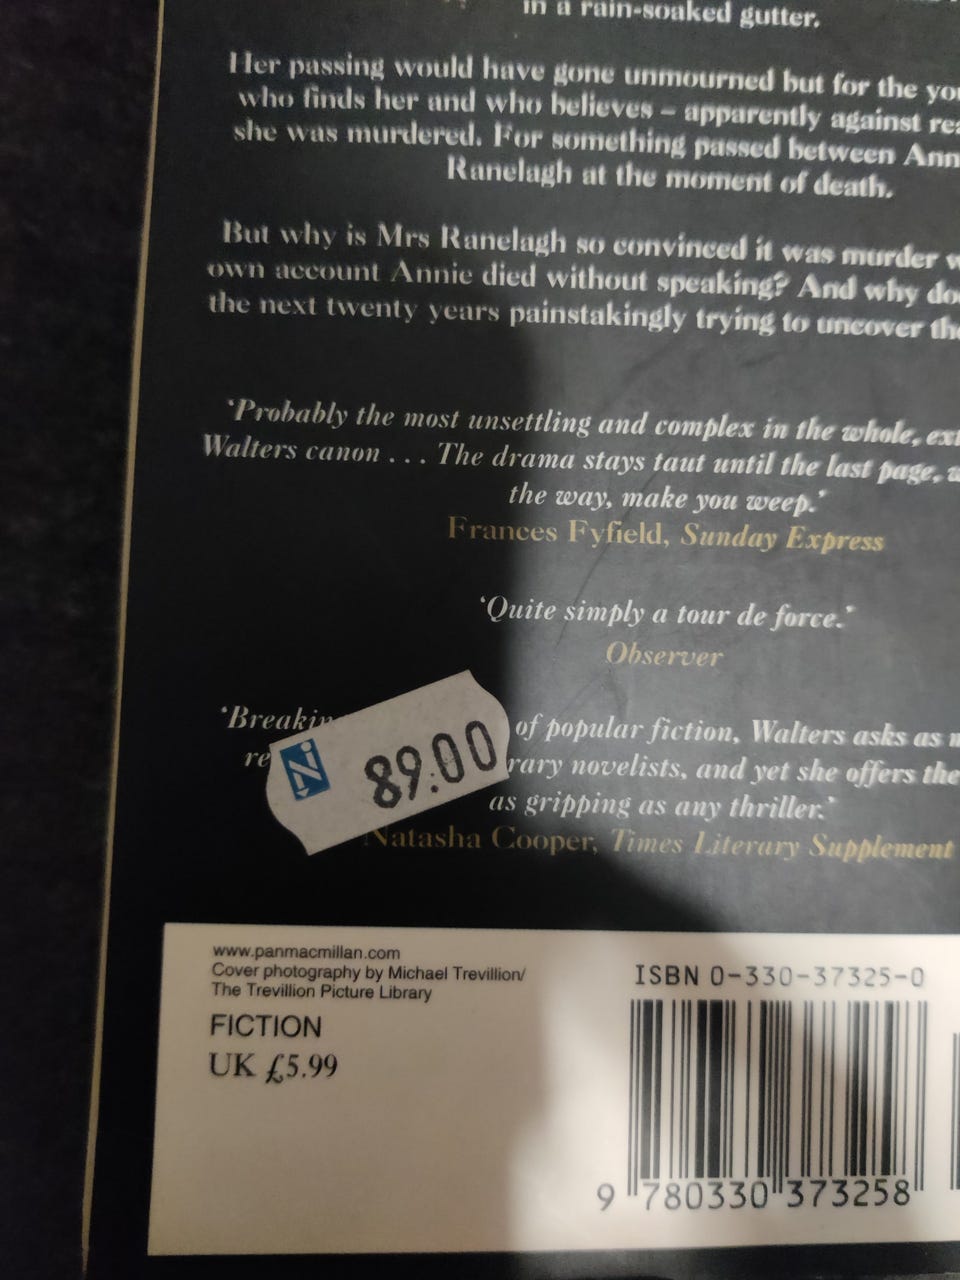 in a rain-soaked gutter.
Her passing would have gone unmourned but for the
who finds her and who believes – apparently against
she was murdered. For something passed between
Ranelagh at the moment of death.
But why is Mrs Ranelagh so convinced it was murder
own account Annie died without speaking? And why
the next twenty years painstakingly trying to uncover
‘Probably the most unsettling and complex in the whole,
Walters canon . . . The drama stays taut until the last page,
the way, make you weep.’
Frances Fyfield, Sunday Express
‘Quite simply a tour de force.’
Observer
of popular fiction, Walters asks as
novelists, and yet she offers the
89.00
as gripping as any thriller.’
Natasha Cooper, Times Literary Supplement
www.panmacmillan.com
Cover photography by Michael Trevillion/
The Trevillion Picture Library
FICTION
UK £5.99
ISBN 0-330-37325-0
9 780330 373258